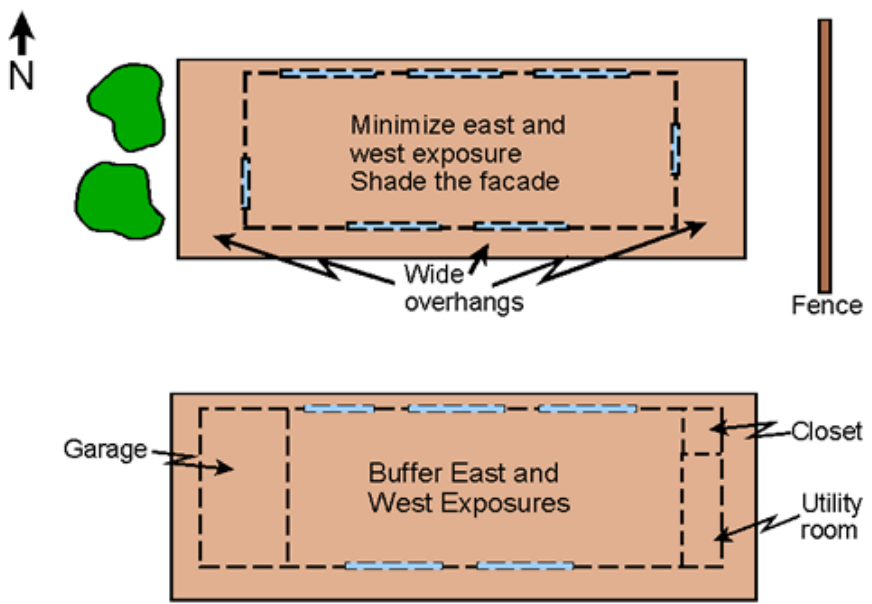 N
Minimize east and
west exposure
Shade the facade
Wide
overhangs
Fence
Garage
Buffer East and
West Exposures
Closet
Utility
room